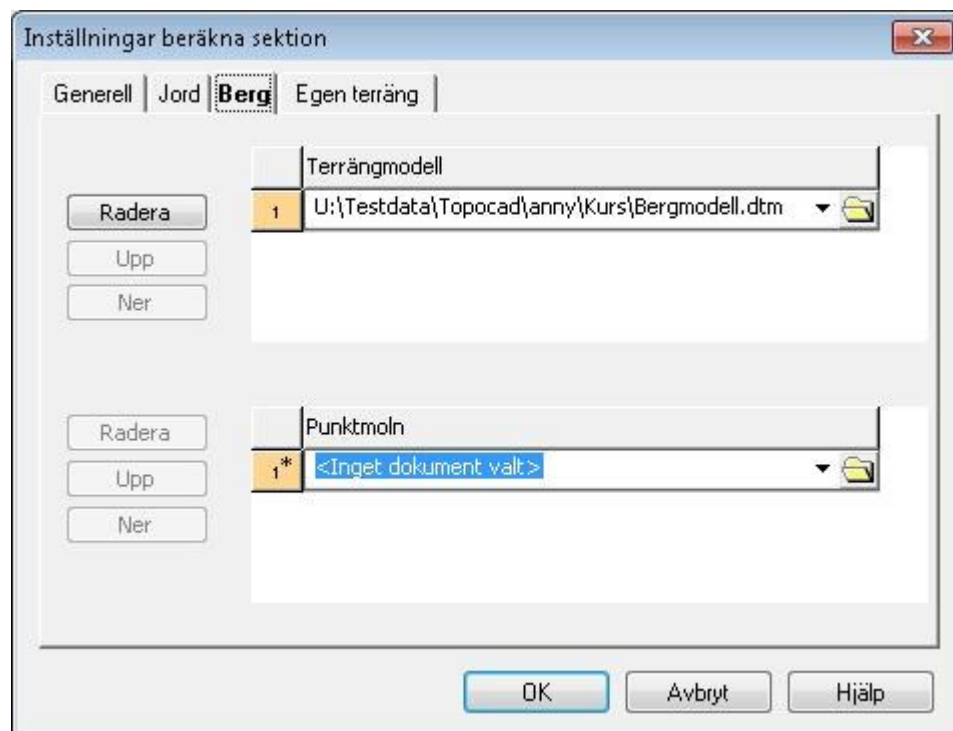 Inställningar beräkna sektion
Generell Jord Berg Egen terräng
Terrängmodell
Radera
1 U:\Testdata\Topocad\anny\Kurs\Bergmodell.dtm
Upp
Ner
Punktmoln
Radera
1* <Inget dokument valt>
Upp
Ner
OK Avbryt Hjälp